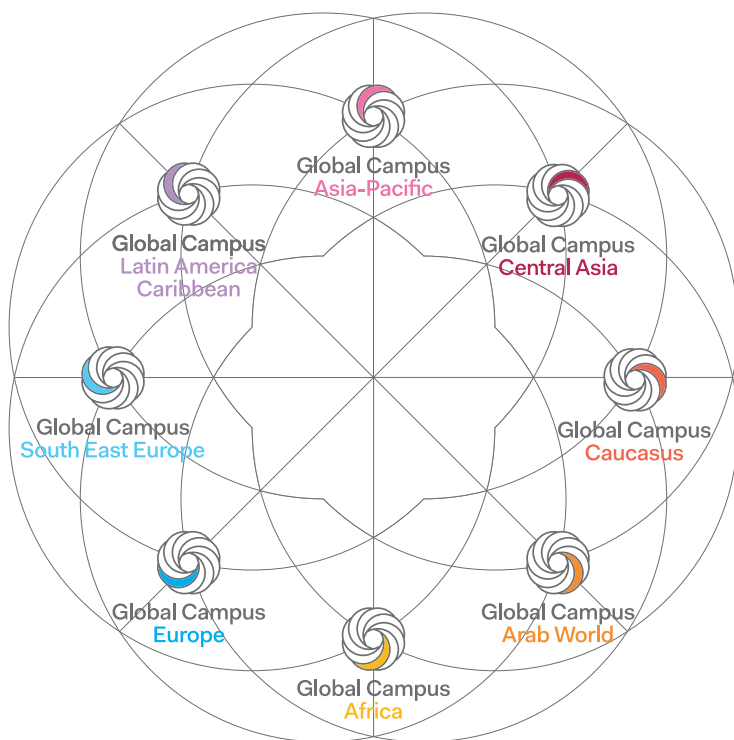 Global Campus
Asia-Pacific
Global Campus
Central Asia
Global Campus
Latin America
Caribbean
Global Campus
Caucasus
Global Campus
South East Europe
Global Campus
Arab World
Global Campus
Europe
Global Campus
Africa